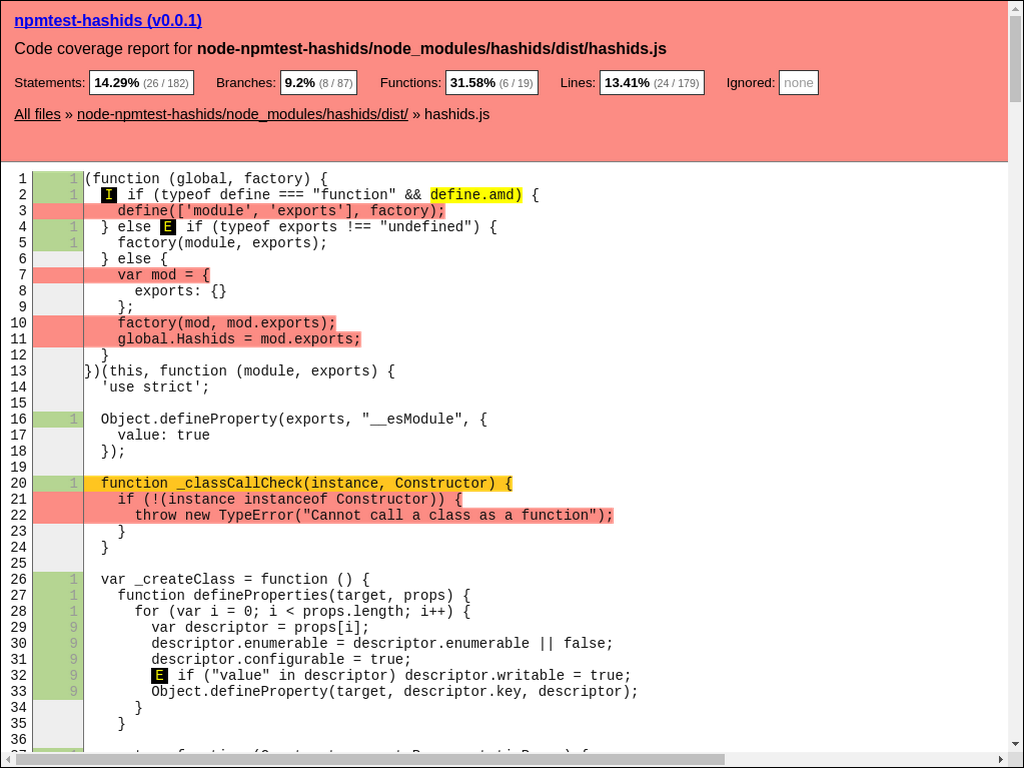 npmtest-hashids (v0.0.1)
Code coverage report for node-npmtest-hashids/node_modules/hashids/dist/hashids.js
Statements: 14.29% (26 / 182) Branches: 9.2% (8 / 87) Functions: 31.58% (6 / 19) Lines: 13.41% (24 / 179) Ignored: none
All files » node-npmtest-hashids/node_modules/hashids/dist/ » hashids.js
1 1 (function (global, factory) {
2 1 I if (typeof define === "function" && define.amd) {
3 define(['module', 'exports'], factory);
4 1 } else E if (typeof exports !== "undefined") {
5 1 factory(module, exports);
6 } else {
7 var mod = {
8 exports: {}
9 };
10 factory(mod, mod.exports);
11 global.Hashids = mod.exports;
12 }
13 })(this, function (module, exports) {
14 'use strict';
15
16 1 Object.defineProperty(exports, "__esModule", {
17 value: true
18 });
19
20 1 function _classCallCheck(instance, Constructor) {
21 if (!(instance instanceof Constructor)) {
22 throw new TypeError("Cannot call a class as a function");
23 }
24 }
25
26 1 var _createClass = function () {
27 1 function defineProperties(target, props) {
28 1 for (var i = 0; i < props.length; i++) {
29 9 var descriptor = props[i];
30 9 descriptor.enumerable = descriptor.enumerable || false;
31 9 descriptor.configurable = true;
32 9 E if ("value" in descriptor) descriptor.writable = true;
33 9 Object.defineProperty(target, descriptor.key, descriptor);
34 }
35 }
36